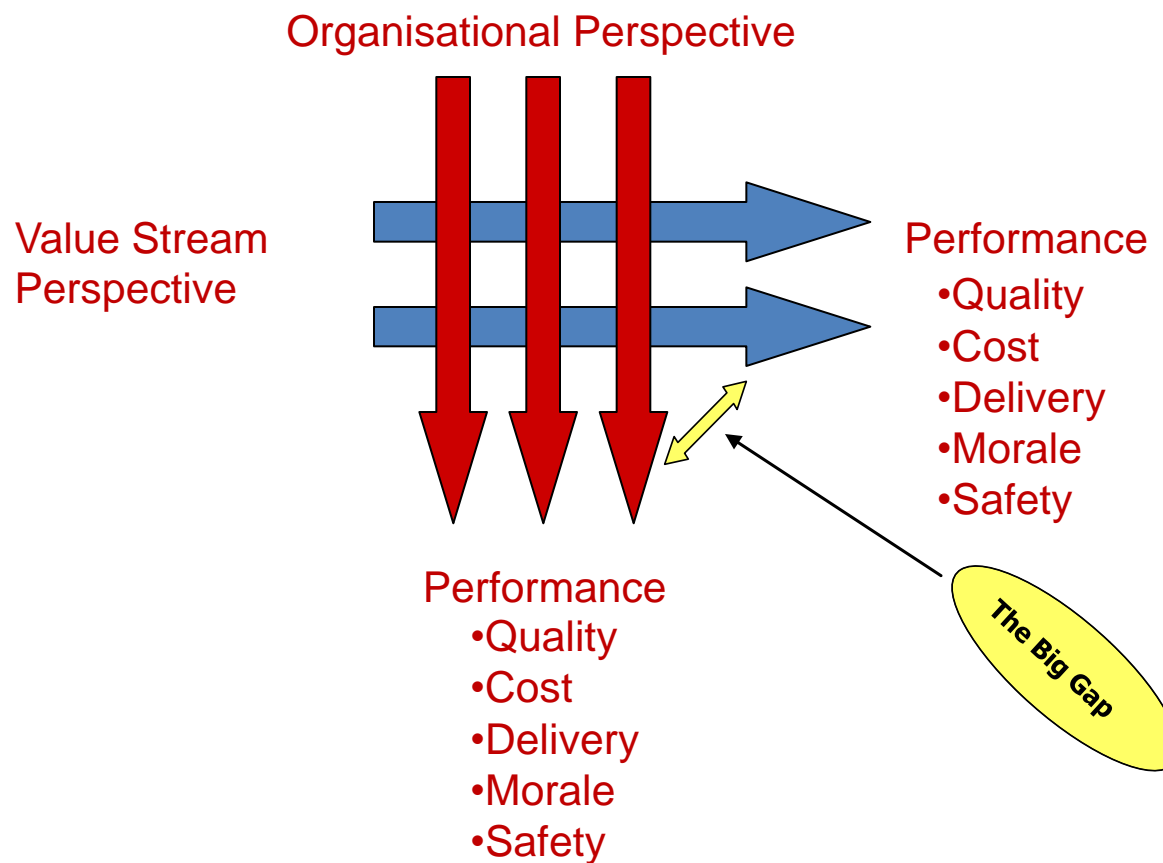 Organisational Perspective
Value Stream
Perspective
Performance
•Quality
•Cost
•Delivery
•Morale
•Safety
Performance
•Quality
•Cost
•Delivery
•Morale
•Safety
The Big Gap